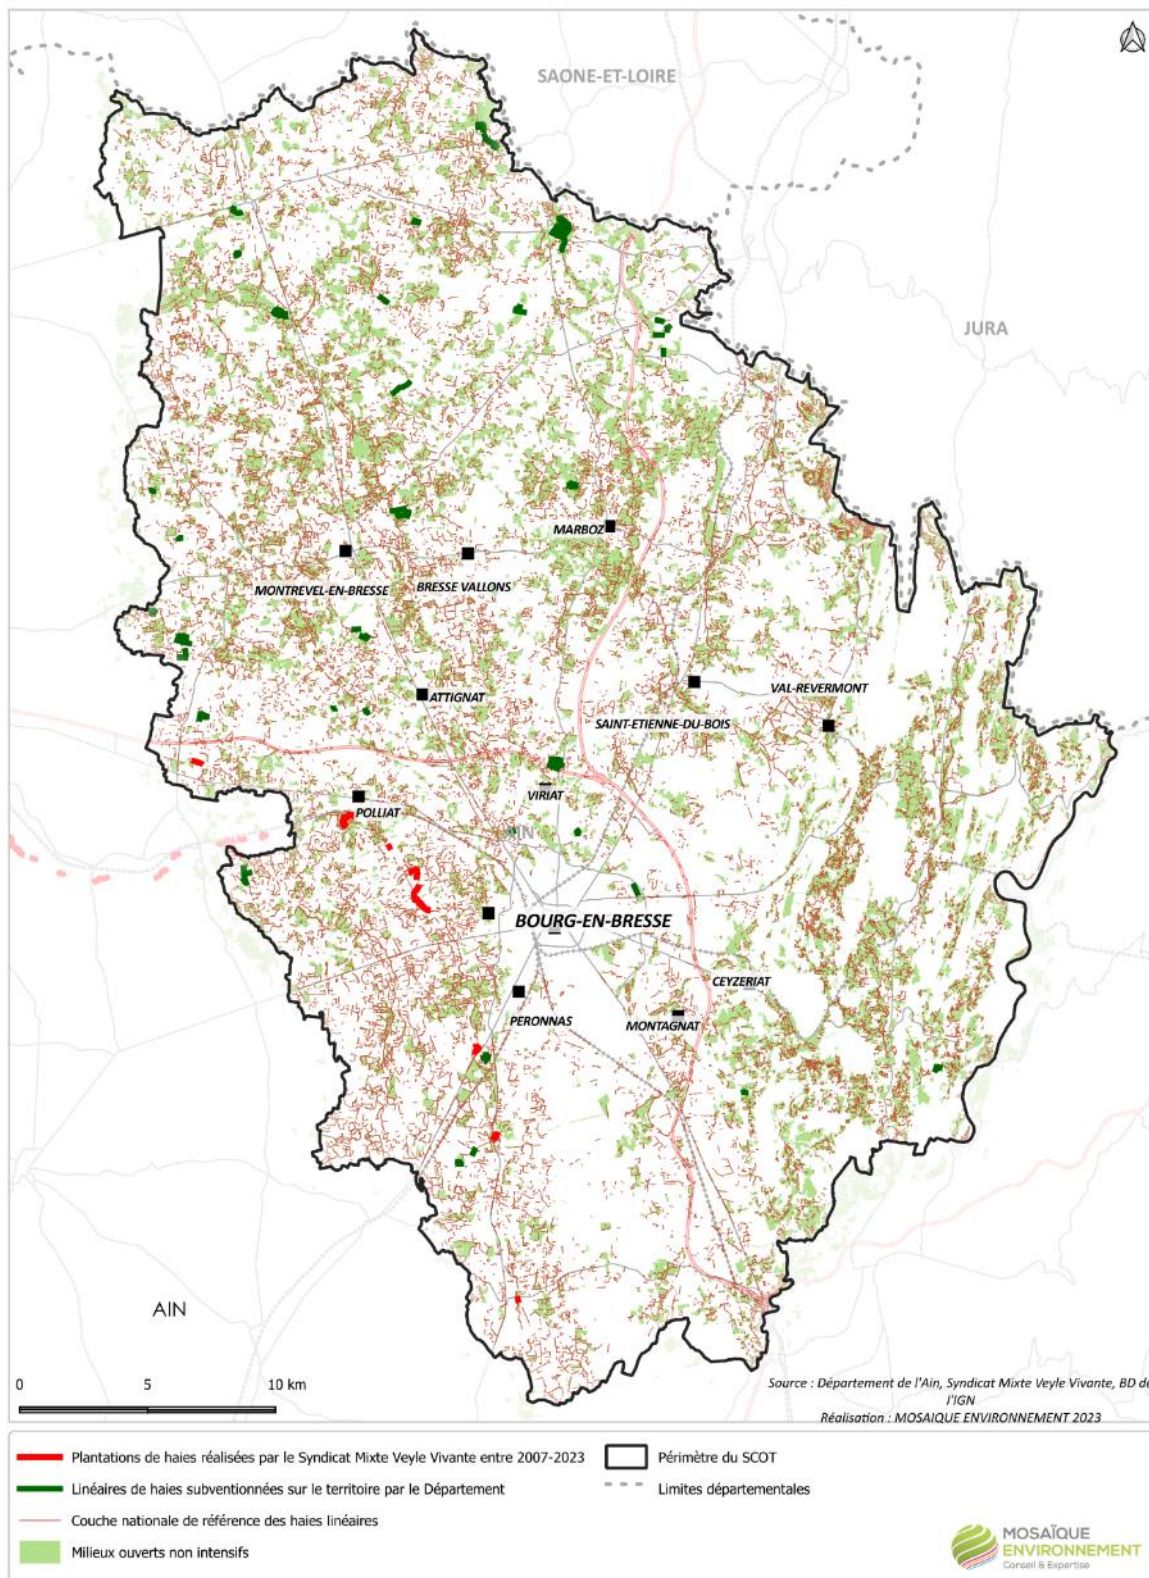 SAONE-ET-LOIRE
JURA
MARBOZ
MONTREVEL-EN-BRESSE
BRESSE VALLONS
ATTIGNAT
SAINT-ETIENNE-DU-BOIS
VAL-REVERMONT
VIRIAT
POLLIAT
AIN
BOURG-EN-BRESSE
CEYZERIAT
PERONNAS
MONTAGNAT
AIN
0 5 10 km
Source : Département de l'Ain, Syndicat Mixte Veyle Vivante, BD de
l'IGN
Réalisation : MOSAIQUE ENVIRONNEMENT 2023
Plantations de haies réalisées par le Syndicat Mixte Veyle Vivante entre 2007-2023
Périmètre du SCOT
Linéaires de haies subventionnées sur le territoire par le Département
Limites départementales
Couche nationale de référence des haies linéaires
Milieux ouverts non intensifs
MOSAÏQUE
ENVIRONNEMENT
Conseil & Expertise